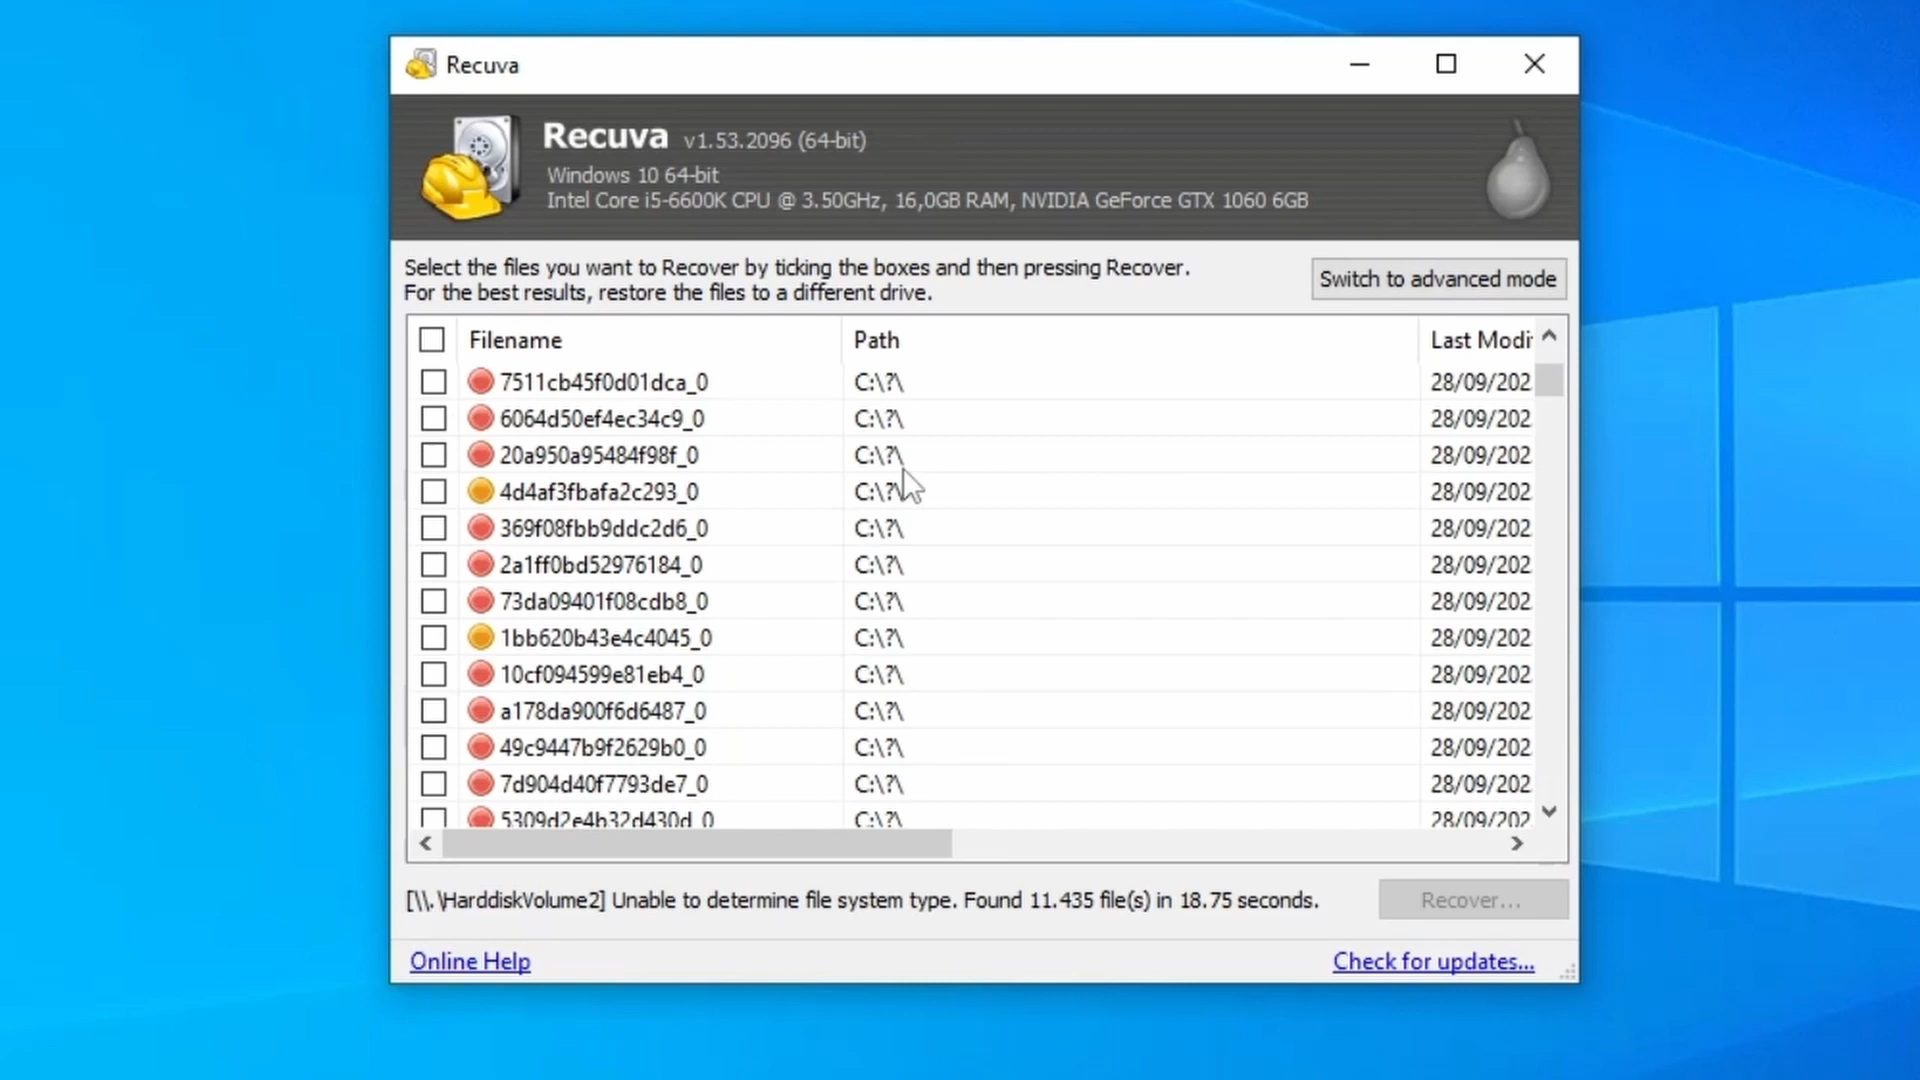 Recuva
Recuva v1.53.2096 (64-bit)
Windows 10 64-bit
Intel Core i5-6600K CPU @ 3.50GHz, 16,0GB RAM, NVIDIA GeForce GTX 1060 6GB
Select the files you want to Recover by ticking the boxes and then pressing Recover.
For the best results, restore the files to a different drive.
Switch to advanced mode
Filename Path Last Modi
7511cb45f0d01dca_0 C:\?\ 28/09/202
6064d50ef4ec34c9_0 C:\?\ 28/09/202
20a950a95484f98f_0 C:\?\ 28/09/202
4d4af3fbafa2c293_0 C:\?\ 28/09/202
369f08fbb9ddc2d6_0 C:\?\ 28/09/202
2a1ff0bd52976184_0 C:\?\ 28/09/202
73da09401f08cdb8_0 C:\?\ 28/09/202
1bb620b43e4c4045_0 C:\?\ 28/09/202
10cf094599e81eb4_0 C:\?\ 28/09/202
a178da900f6d6487_0 C:\?\ 28/09/202
49c9447b9f2629b0_0 C:\?\ 28/09/202
7d904d40f7793de7_0 C:\?\ 28/09/202
5309d2e4b32d430d_0 C:\?\ 28/09/202
[\\.\HarddiskVolume2] Unable to determine file system type. Found 11.435 file(s) in 18.75 seconds.
Recover...
Online Help
Check for updates...